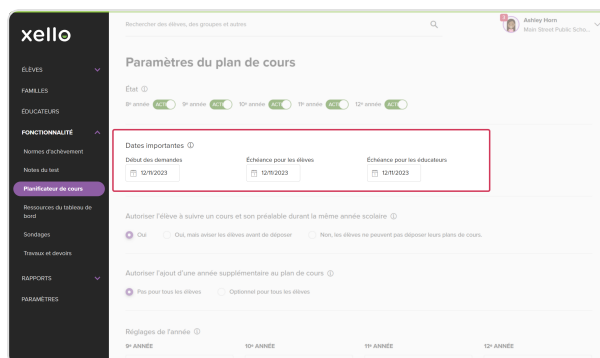 xello
Rechercher des élèves, des groupes et autres
Ashley Horn
Main Street Public Scho...
ÉLÈVES
FAMILLES
ÉDUCATEURS
FONCTIONNALITÉ
Normes d'achèvement
Notes du test
Planificateur de cours
Ressources du tableau de
bord
Sondages
Travaux et devoirs
RAPPORTS
PARAMÈTRES
Paramètres du plan de cours
État
8e année ACTI 9e année ACTI 10e année ACTI 11e année ACTI 12e année ACTI
Dates importantes
Début des demandes Échéance pour les élèves Échéance pour les éducateurs
12/11/2023 12/11/2023 12/11/2023
Autoriser l'élève à suivre un cours et son préalable durant la même année scolaire
Oui Oui, mais aviser les élèves avant de déposer Non, les élèves ne peuvent pas déposer leurs plans de cours.
Autoriser l'ajout d'une année supplémentaire au plan de cours
Pas pour tous les élèves Optionnel pour tous les élèves
Réglages de l'année
9e ANNÉE 10e ANNÉE 11e ANNÉE 12e ANNÉE